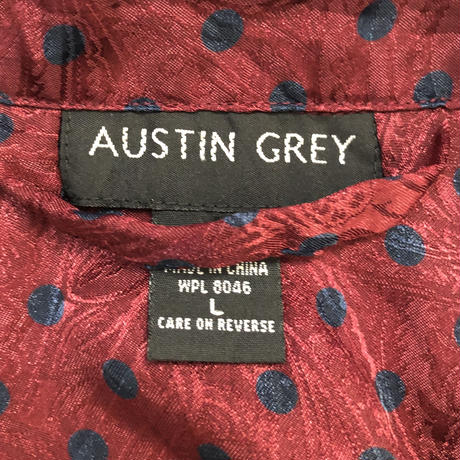 AUSTIN GREY
MADE IN CHINA
WPL 8046
L
CARE ON REVERSE